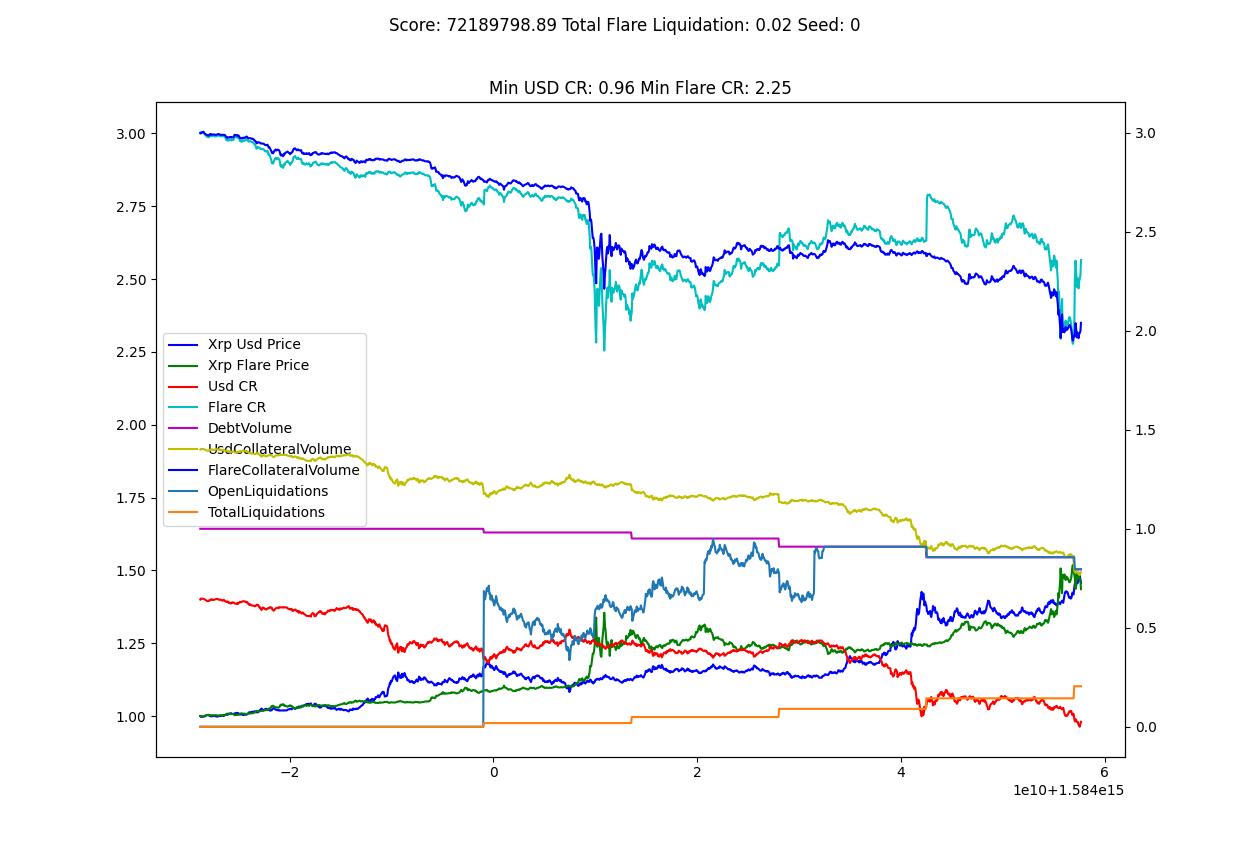 Score: 72189798.89 Total Flare Liquidation: 0.02 Seed: 0
Min USD CR: 0.96 Min Flare CR: 2.25
3.00
2.75
2.50
2.25
2.00
1.75
1.50
1.25
1.00
Xrp Usd Price
Xrp Flare Price
Usd CR
Flare CR
DebtVolume
UsdCollateralVolume
FlareCollateralVolume
OpenLiquidations
TotalLiquidations
3.0
2.5
2.0
1.5
1.0
0.5
0.0
−2 0 2 4 6
1e10+1.584e15